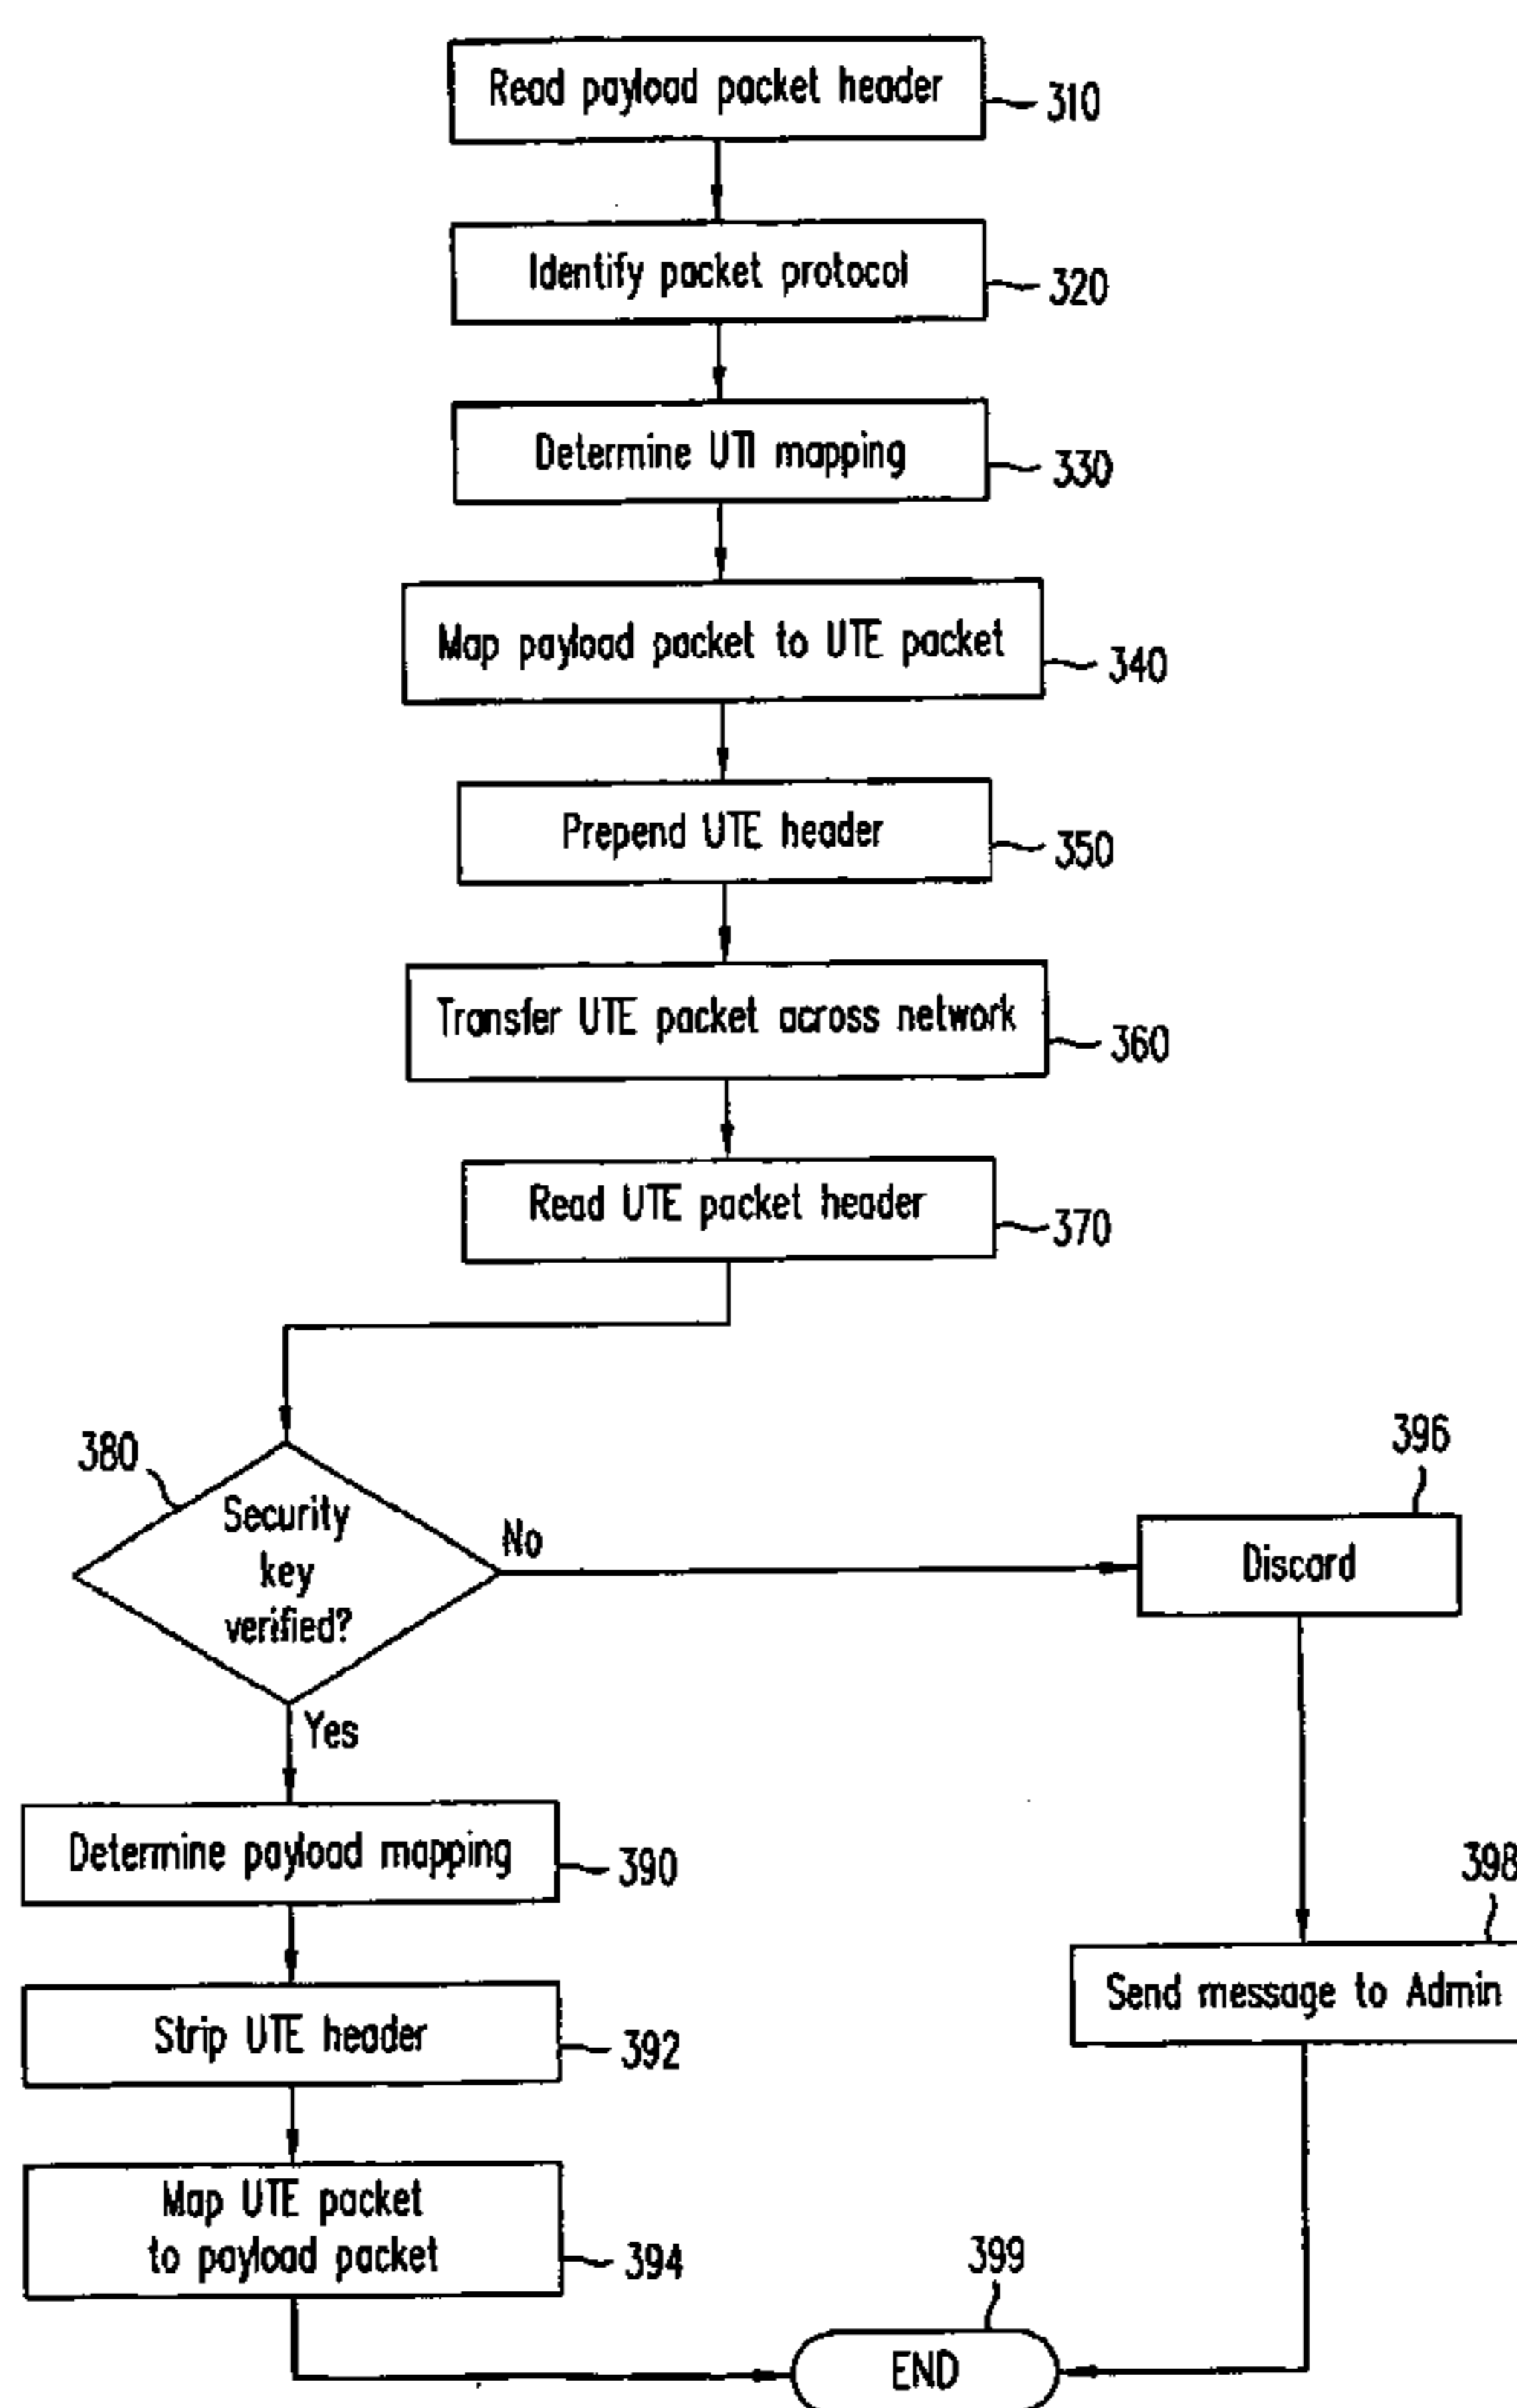 Read payload packet header
310
Identify packet protocol
320
Determine UTI mapping
330
Map payload packet to UTE packet
340
Prepend UTE header
350
Transfer UTE packet across network
360
Read UTE packet header
370
380
Security
key
verified?
No
Yes
396
Discard
Determine payload mapping
390
398
Send message to Admin
Strip UTE header
392
Map UTE packet
to payload packet
394
399
END